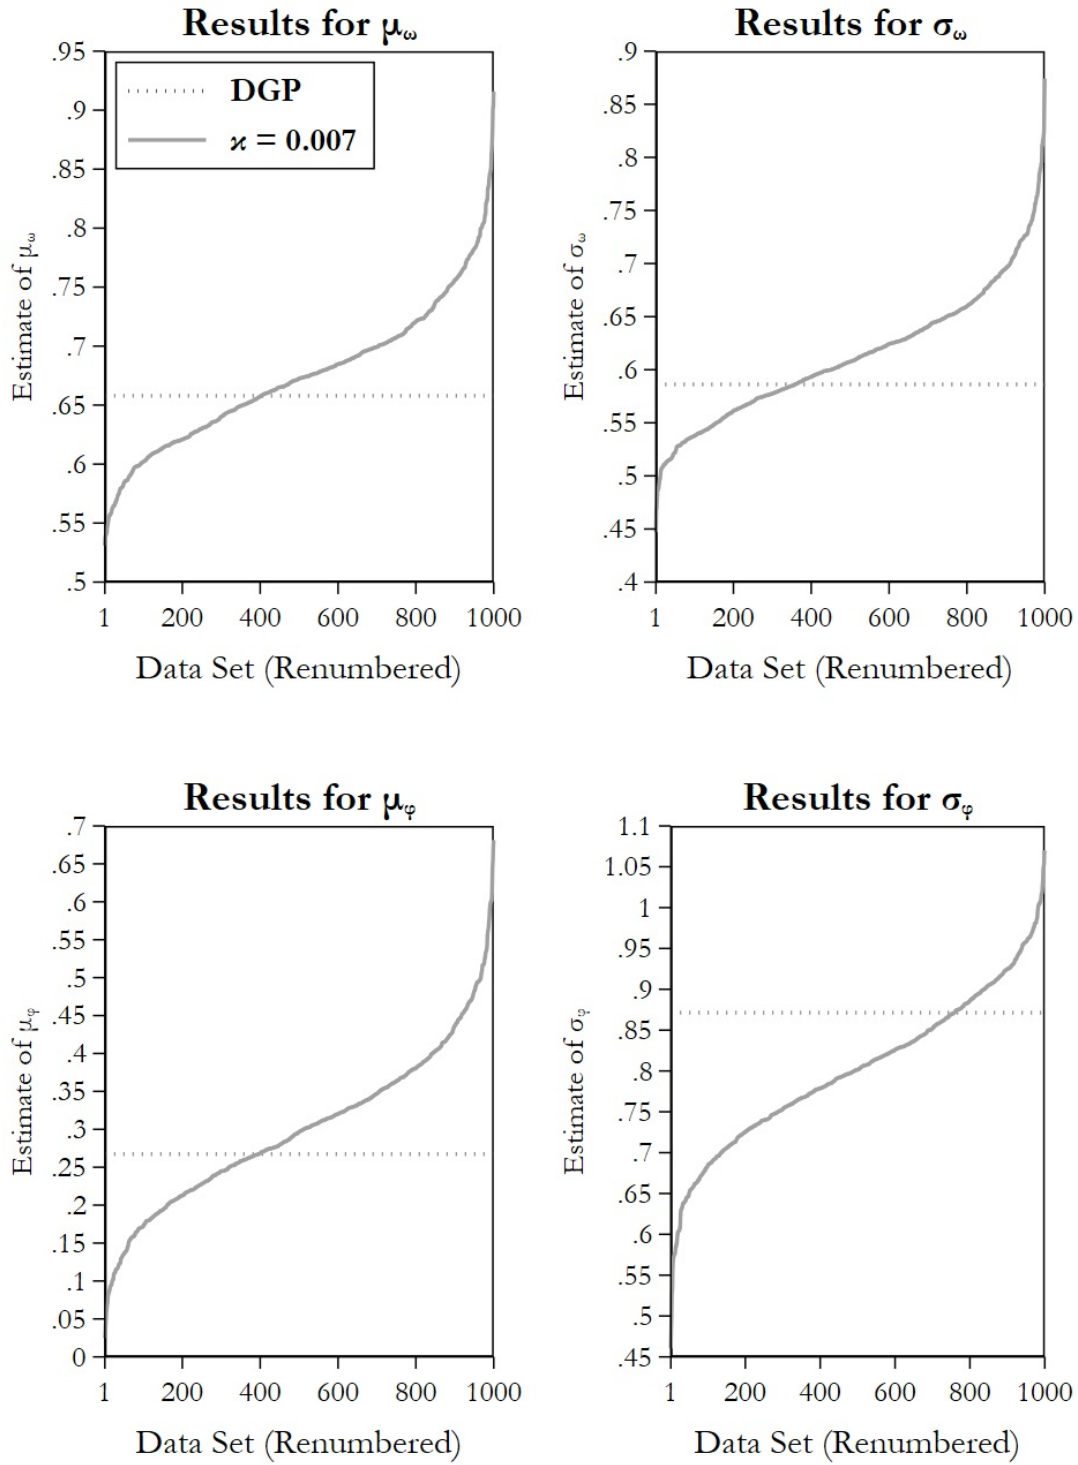 Results for μω
Results for σω
.95
.9
.85
.8
.75
.7
.65
.6
.55
.5
DGP
ϰ = 0.007
Estimate of μω
1 200 400 600 800 1000
Data Set (Renumbered)
.9
.85
.8
.75
.7
.65
.6
.55
.5
.45
.4
Estimate of σω
1 200 400 600 800 1000
Data Set (Renumbered)
Results for μφ
Results for σφ
.7
.65
.6
.55
.5
.45
.4
.35
.3
.25
.2
.15
.1
.05
0
Estimate of μφ
1 200 400 600 800 1000
Data Set (Renumbered)
1.1
1.05
1
.95
.9
.85
.8
.75
.7
.65
.6
.55
.5
.45
Estimate of σφ
1 200 400 600 800 1000
Data Set (Renumbered)